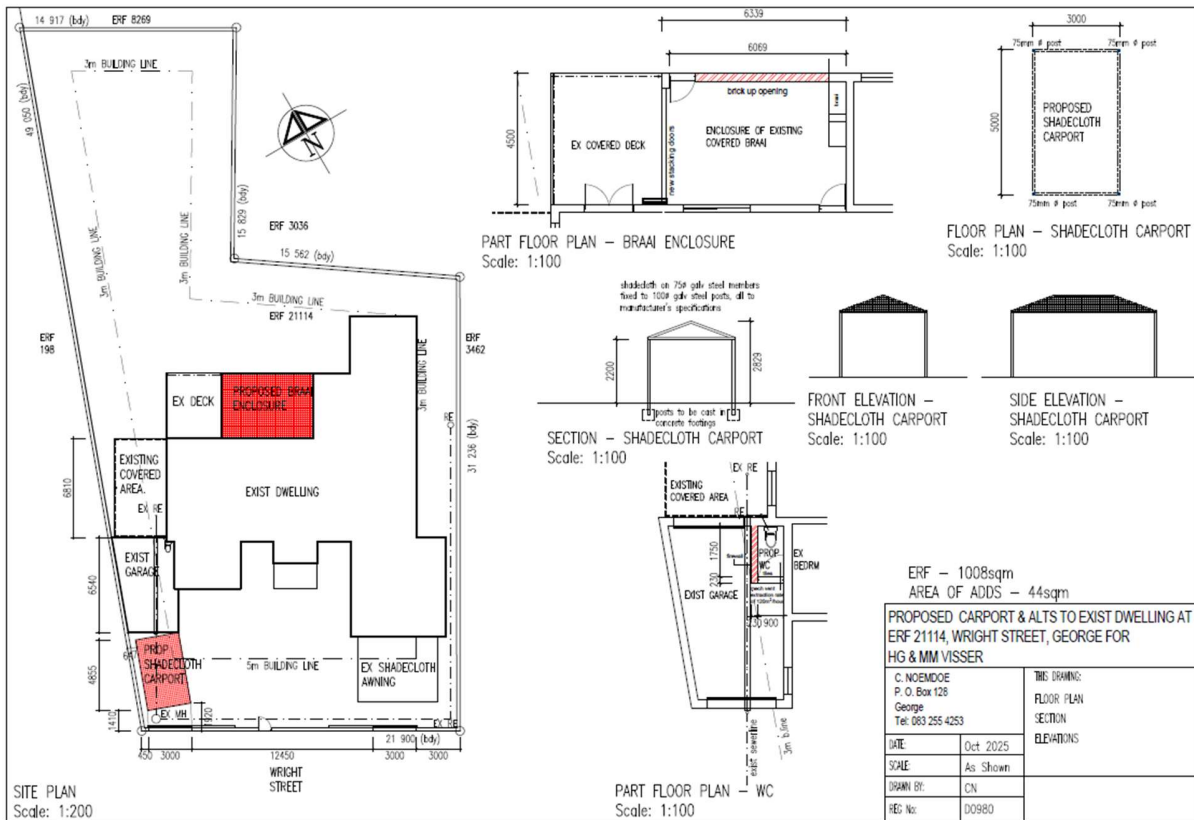 14 917 (bdy)
ERF 8269
3m BUILDING LINE
49 050 (bdy)
3m BUILDING LINE
3m BUILDING LINE
N
15 829 (bdy)
ERF 3036
15 562 (bdy)
3m BUILDING LINE
ERF 21114
ERF
198
ERF
3462
3m BUILDING LINE
RE
31 236 (bdy)
EX DECK
PROPOSED BRAAI
ENCLOSURE
EXISTING
COVERED
AREA.
EX RE
6810
EXIST DWELLING
EXIST
GARAGE
6540
647
PROP
SHADECLOTH
CARPORT
4855
5m BUILDING LINE
EX SHADECLOTH
AWNING
1410
EX MH
1920
EX RE
21 900 (bdy)
450
3000
12450
3000
3000
WRIGHT
STREET
SITE PLAN
Scale: 1:200
6339
6069
4500
brick up opening
braai
EX COVERED DECK
new stacking doors
ENCLOSURE OF EXISTING
COVERED BRAAI
PART FLOOR PLAN – BRAAI ENCLOSURE
Scale: 1:100
3000
75mm ø post
75mm ø post
5000
PROPOSED
SHADECLOTH
CARPORT
75mm ø post
75mm ø post
FLOOR PLAN – SHADECLOTH CARPORT
Scale: 1:100
shadecloth on 75ø galv steel members
fixed to 100ø galv steel posts, all to
manufacturer's specifications
2200
2829
posts to be cast in
concrete footings
SECTION – SHADECLOTH CARPORT
Scale: 1:100
FRONT ELEVATION –
SHADECLOTH CARPORT
Scale: 1:100
SIDE ELEVATION –
SHADECLOTH CARPORT
Scale: 1:100
EX RE
EXISTING
COVERED AREA
RE
1750
230
PROP
WC
EX
BEDRM
EXIST GARAGE
230
900
exist sewerline
3m b.line
PART FLOOR PLAN – WC
Scale: 1:100
ERF – 1008sqm
AREA OF ADDS – 44sqm
PROPOSED CARPORT & ALTS TO EXIST DWELLING AT
ERF 21114, WRIGHT STREET, GEORGE FOR
HG & MM VISSER
C. NOEMDOE
P. O. Box 128
George
Tel: 083 255 4253
THIS DRAWING:
FLOOR PLAN
SECTION
ELEVATIONS
DATE: Oct 2025
SCALE: As Shown
DRAWN BY: CN
REG No: D0980